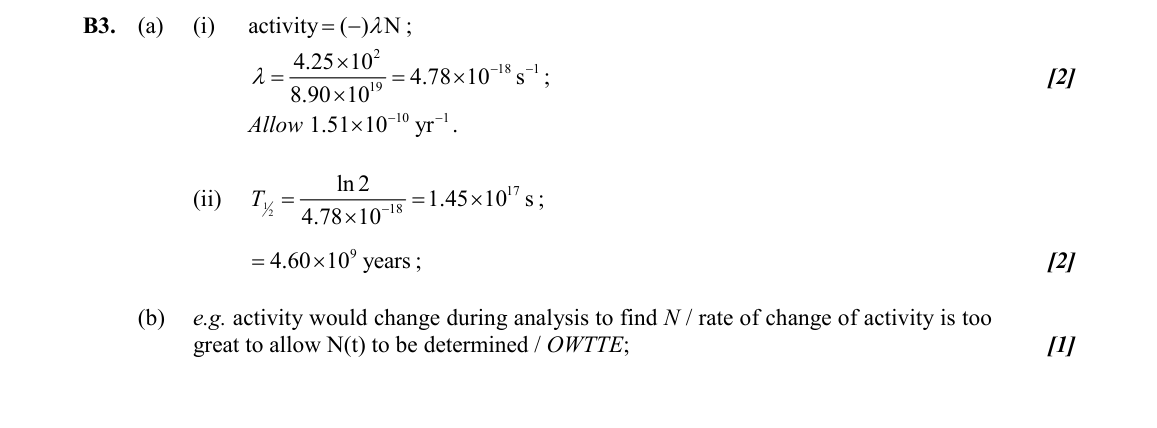 B3. (a) (i) activity = (−)λN ;
λ = 4.25×10²/8.90×10¹⁹ = 4.78×10⁻¹⁸ s⁻¹ ; [2]
Allow 1.51×10⁻¹⁰ yr⁻¹ .
(ii) T½ = ln 2/4.78×10⁻¹⁸ = 1.45×10¹⁷ s ;
= 4.60×10⁹ years ; [2]
(b) e.g. activity would change during analysis to find N / rate of change of activity is too
great to allow N(t) to be determined / OWTTE; [1]